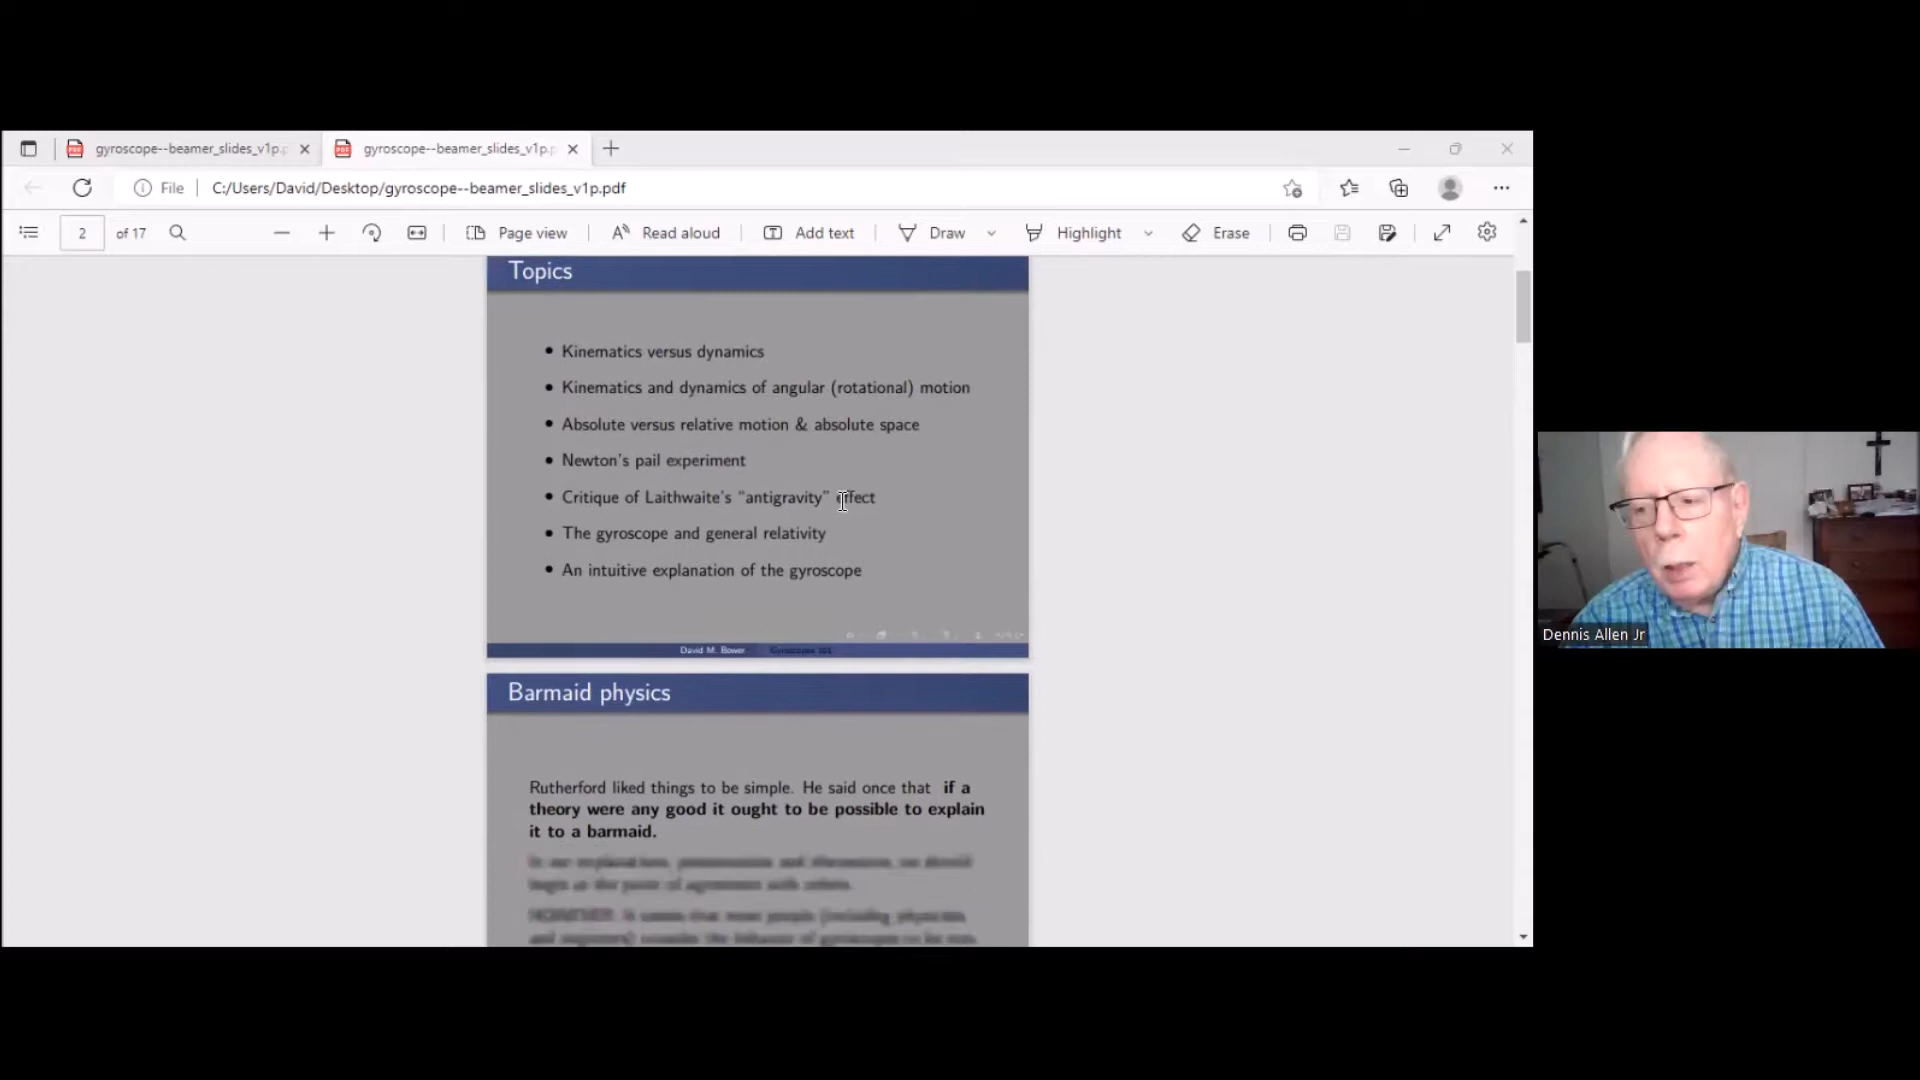 gyroscope--beamer_slides_v1p.p
gyroscope--beamer_slides_v1p.p
File
C:/Users/David/Desktop/gyroscope--beamer_slides_v1p.pdf
2 of 17
Page view
Read aloud
Add text
Draw
Highlight
Erase
Topics
• Kinematics versus dynamics
• Kinematics and dynamics of angular (rotational) motion
• Absolute versus relative motion & absolute space
• Newton's pail experiment
• Critique of Laithwaite's "antigravity" effect
• The gyroscope and general relativity
• An intuitive explanation of the gyroscope
David M. Bower Gyroscopes 101
Barmaid physics
Rutherford liked things to be simple. He said once that if a
theory were any good it ought to be possible to explain
it to a barmaid.
Dennis Allen Jr